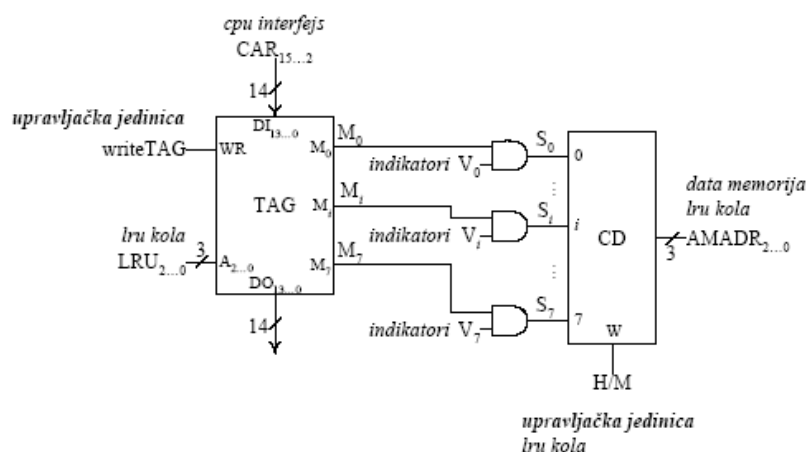 cpu interfejs
CAR15...2
14
upravljačka jedinica
writeTAG
WR
DI13...0
M0
M0
TAG
Mi
Mi
lru kola
LRU2...0
3
A2...0
M7
M7
DO13...0
14
indikatori V0
S0
0
indikatori Vi
Si
i
indikatori V7
S7
7
CD
W
H/M
upravljačka jedinica
lru kola
data memorija
lru kola
AMADR2...0
3